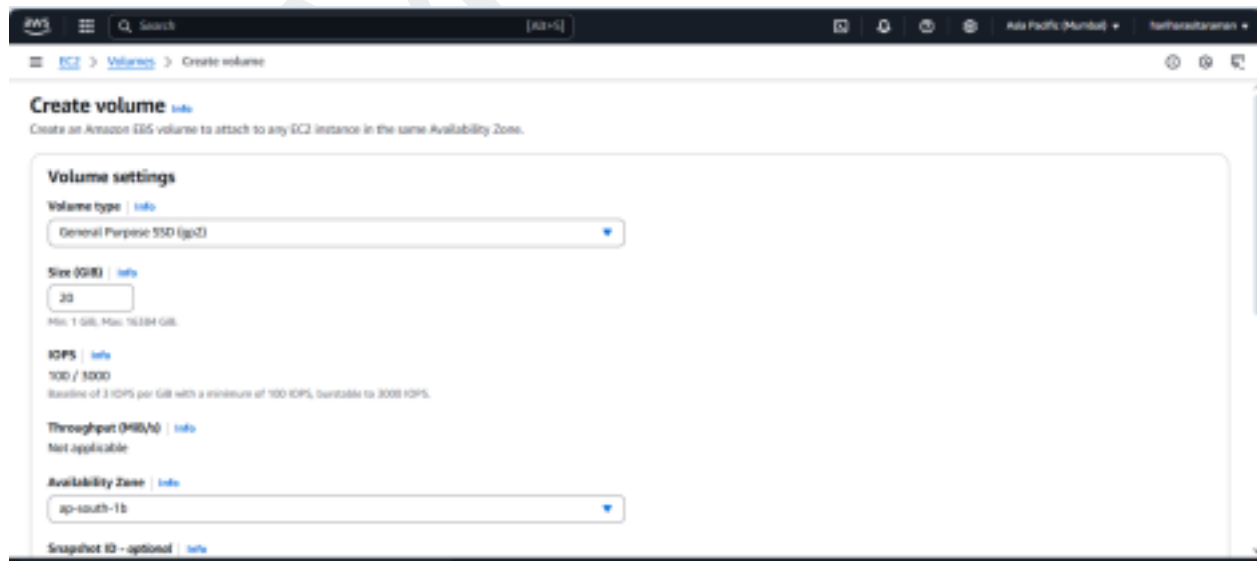 aws Search [Alt+S] Asia Pacific (Mumbai) hariharasitaraman
EC2 > Volumes > Create volume
Create volume Info
Create an Amazon EBS volume to attach to any EC2 instance in the same Availability Zone.
Volume settings
Volume type | Info
General Purpose SSD (gp2)
Size (GiB) | Info
20
Min: 1 GiB, Max: 16384 GiB.
IOPS | Info
100 / 3000
Baseline of 3 IOPS per GiB with a minimum of 100 IOPS, burstable to 3000 IOPS.
Throughput (MiB/s) | Info
Not applicable
Availability Zone | Info
ap-south-1b
Snapshot ID - optional | Info